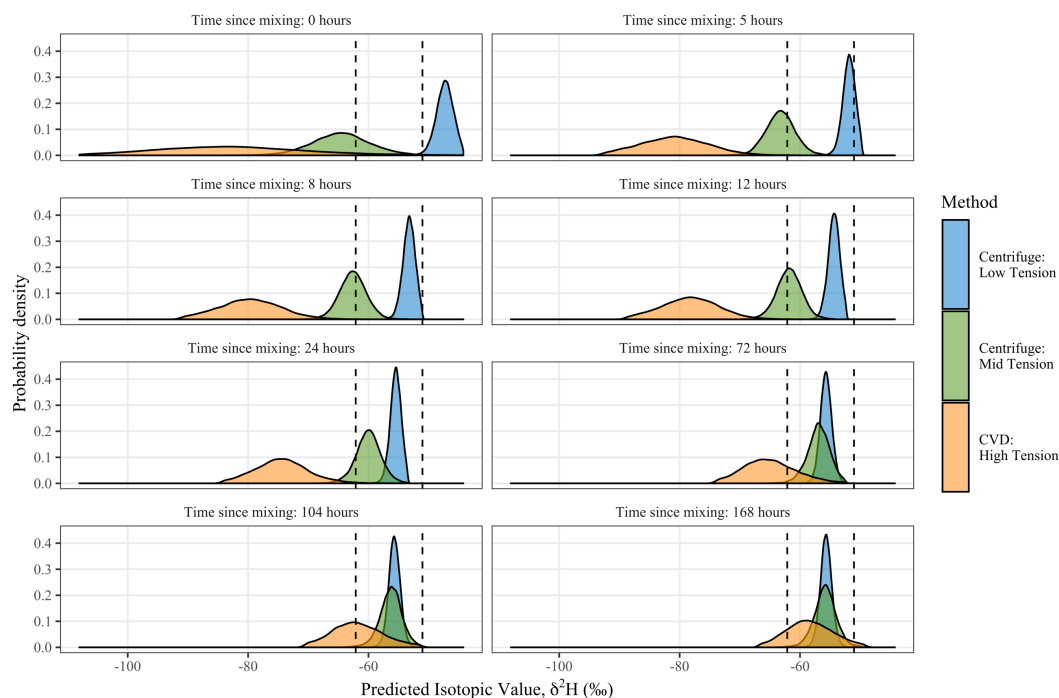 Time since mixing: 0 hours
Time since mixing: 5 hours
0.4
0.3
0.2
0.1
0.0
Time since mixing: 8 hours
Time since mixing: 12 hours
0.4
0.3
0.2
0.1
0.0
Time since mixing: 24 hours
Time since mixing: 72 hours
0.4
0.3
0.2
0.1
0.0
Time since mixing: 104 hours
Time since mixing: 168 hours
0.4
0.3
0.2
0.1
0.0
-100 -80 -60
-100 -80 -60
Probability density
Predicted Isotopic Value, δ²H (‰)
Method
Centrifuge:
Low Tension
Centrifuge:
Mid Tension
CVD:
High Tension